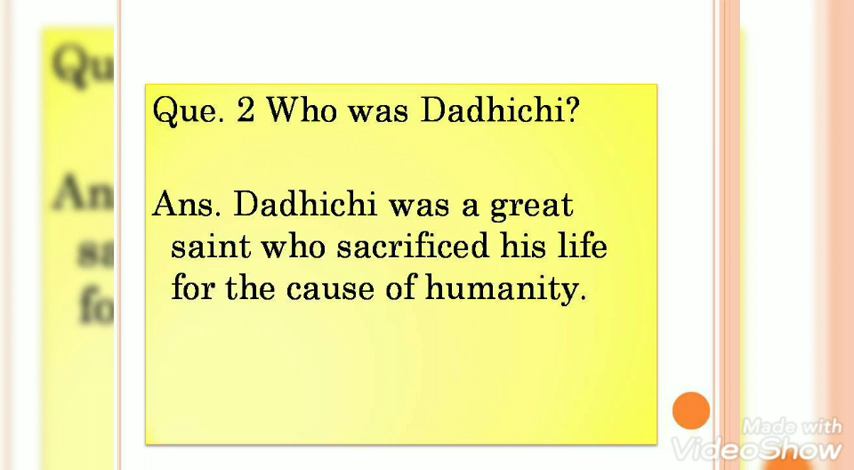 Que. 2 Who was Dadhichi?
Ans. Dadhichi was a great
saint who sacrificed his life
for the cause of humanity.
Made with
VideoShow